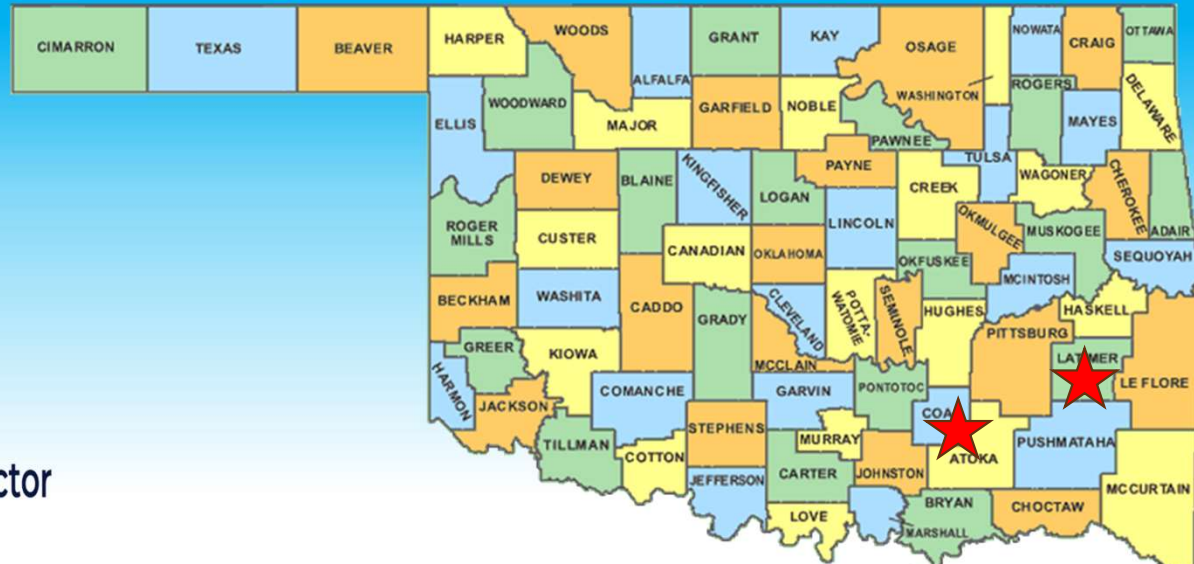 CIMARRON
TEXAS
BEAVER
HARPER
WOODS
ALFALFA
GRANT
KAY
OSAGE
WASHINGTON
NOWATA
CRAIG
OTTAWA
ELLIS
WOODWARD
MAJOR
GARFIELD
NOBLE
PAWNEE
ROGERS
MAYES
DELAWARE
DEWEY
BLAINE
KINGFISHER
LOGAN
PAYNE
CREEK
TULSA
WAGONER
CHEROKEE
ADAIR
ROGER
MILLS
CUSTER
CANADIAN
OKLAHOMA
LINCOLN
OKFUSKEE
OKMULGEE
MUSKOGEE
SEQUOYAH
BECKHAM
WASHITA
CADDO
GRADY
CLEVELAND
POTTA-
WATOMIE
SEMINOLE
HUGHES
MCINTOSH
HASKELL
PITTSBURG
GREER
KIOWA
MCCLAIN
LATIMER
LE FLORE
HARMON
JACKSON
COMANCHE
GARVIN
PONTOTOC
COA
STEPHENS
TILLMAN
COTTON
MURRAY
ATOKA
PUSHMATAHA
ctor
JEFFERSON
CARTER
JOHNSTON
MCCURTAIN
LOVE
MARSHALL
BRYAN
CHOCTAW